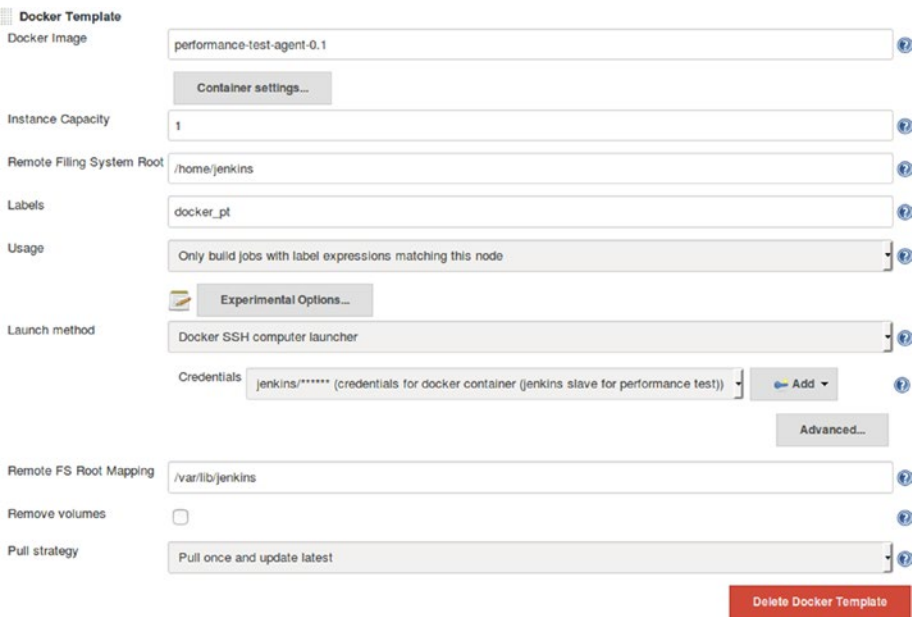 Docker Template
Docker Image
performance-test-agent-0.1
Container settings...
Instance Capacity
1
Remote Filing System Root
/home/jenkins
Labels
docker_pt
Usage
Only build jobs with label expressions matching this node
Experimental Options...
Launch method
Docker SSH computer launcher
Credentials
jenkins/****** (credentials for docker container (jenkins slave for performance test))
Add
Advanced...
Remote FS Root Mapping
/var/lib/jenkins
Remove volumes
Pull strategy
Pull once and update latest
Delete Docker Template